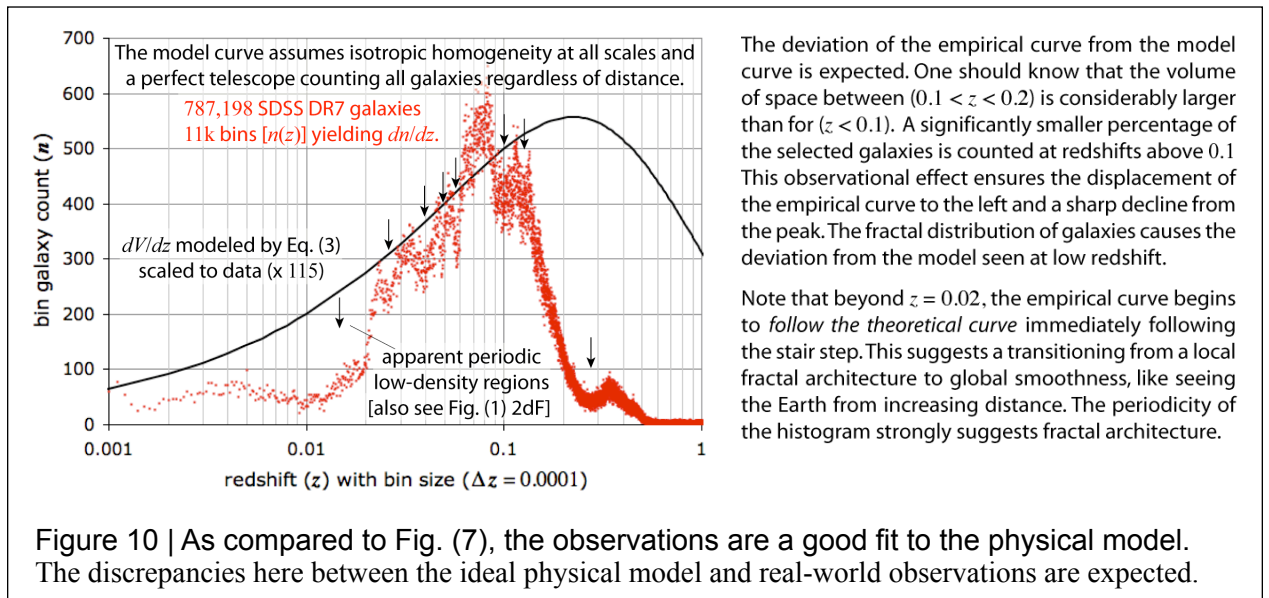 The model curve assumes isotropic homogeneity at all scales and
a perfect telescope counting all galaxies regardless of distance.
787,198 SDSS DR7 galaxies
11k bins [n(z)] yielding dn/dz.
dV/dz modeled by Eq. (3)
scaled to data (x 115)
apparent periodic
low-density regions
[also see Fig. (1) 2dF]
bin galaxy count (n)
700
600
500
400
300
200
100
0
0.001
0.01
0.1
1
redshift (z) with bin size (Δz = 0.0001)
The deviation of the empirical curve from the model
curve is expected. One should know that the volume
of space between (0.1 < z < 0.2) is considerably larger
than for (z < 0.1). A significantly smaller percentage of
the selected galaxies is counted at redshifts above 0.1
This observational effect ensures the displacement of
the empirical curve to the left and a sharp decline from
the peak. The fractal distribution of galaxies causes the
deviation from the model seen at low redshift.
Note that beyond z = 0.02, the empirical curve begins
to follow the theoretical curve immediately following
the stair step. This suggests a transitioning from a local
fractal architecture to global smoothness, like seeing
the Earth from increasing distance. The periodicity of
the histogram strongly suggests fractal architecture.
Figure 10 | As compared to Fig. (7), the observations are a good fit to the physical model.
The discrepancies here between the ideal physical model and real-world observations are expected.